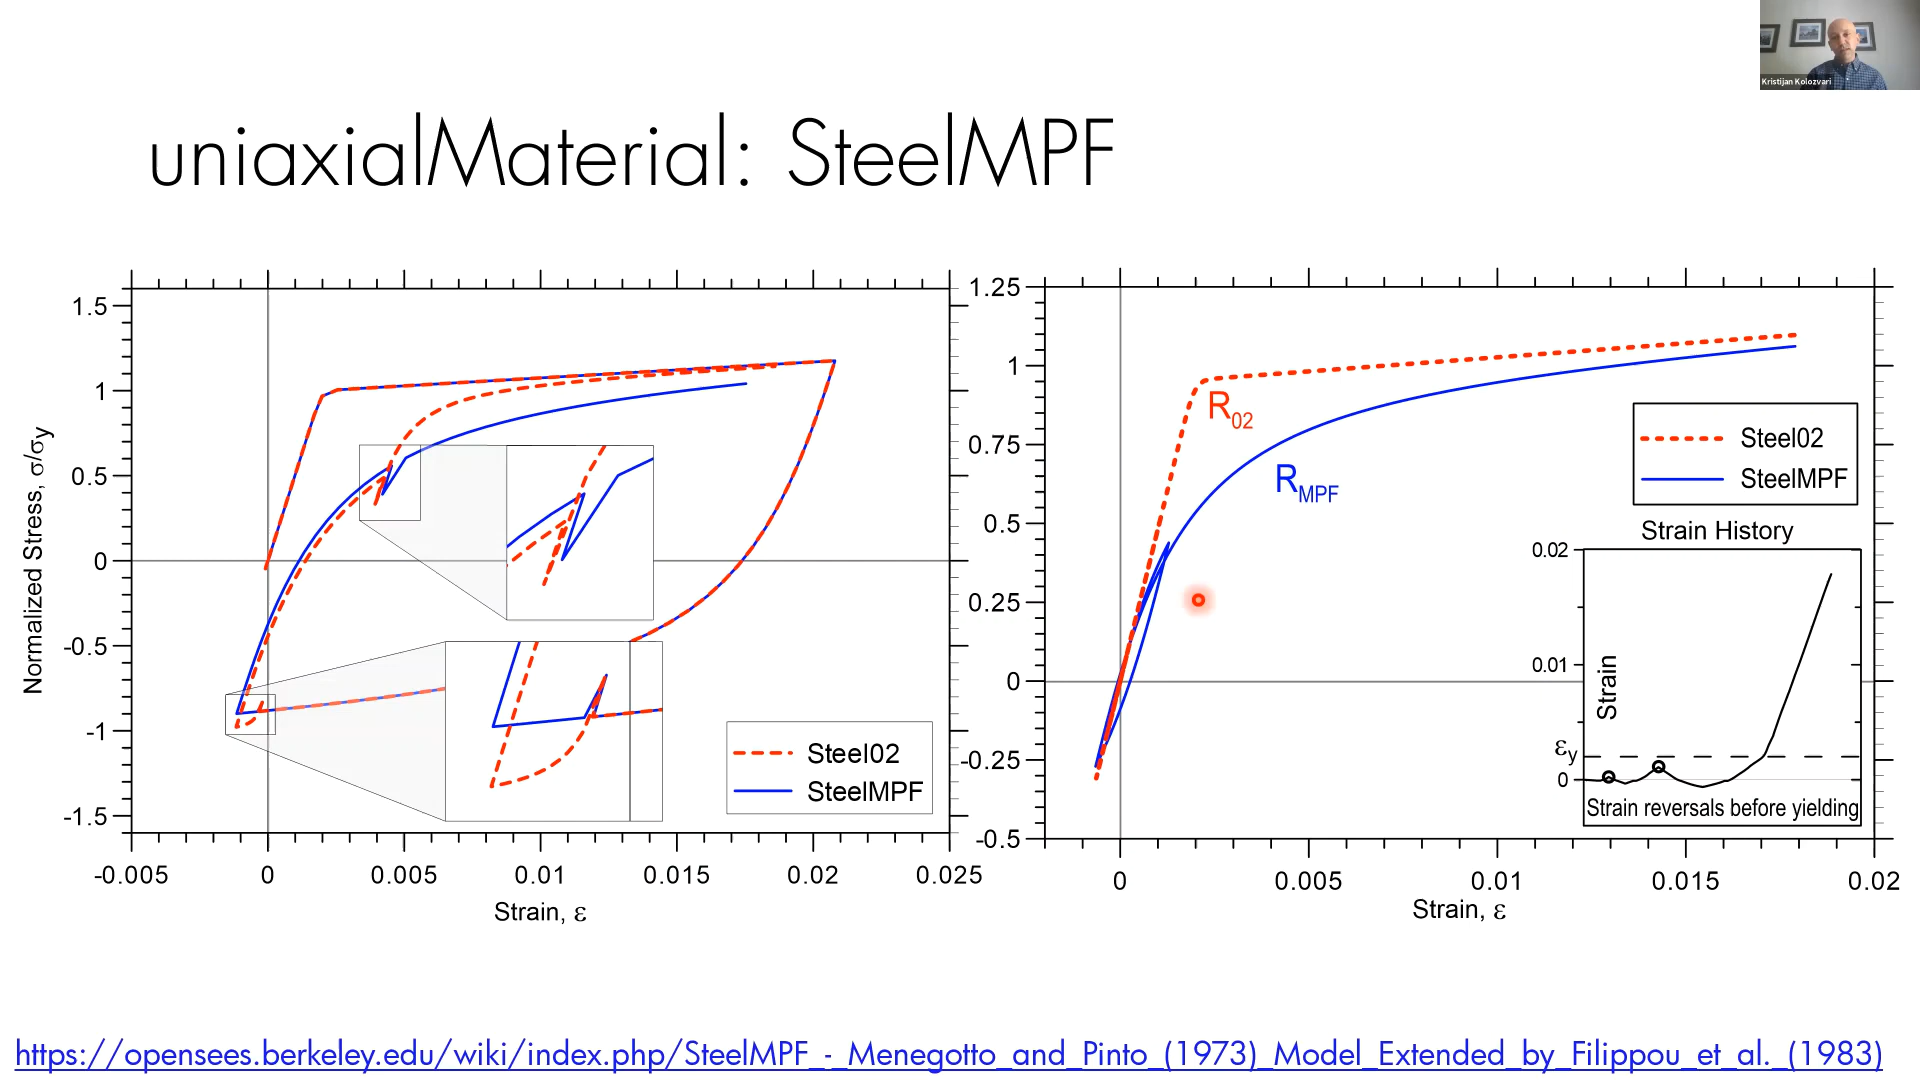 Kristijan Kolozvari
uniaxialMaterial: SteelMPF
Normalized Stress, σ/σy
1.5
1
0.5
0
-0.5
-1
-1.5
-0.005
0
0.005
0.01
0.015
0.02
0.025
Strain, ε
Steel02
SteelMPF
1.25
1
0.75
0.5
0.25
0
-0.25
-0.5
0
0.005
0.01
0.015
0.02
Strain, ε
R02
RMPF
Steel02
SteelMPF
Strain History
0.02
0.01
εy
0
Strain
Strain reversals before yielding
https://opensees.berkeley.edu/wiki/index.php/SteelMPF_-_Menegotto_and_Pinto_(1973)_Model_Extended_by_Filippou_et_al._(1983)